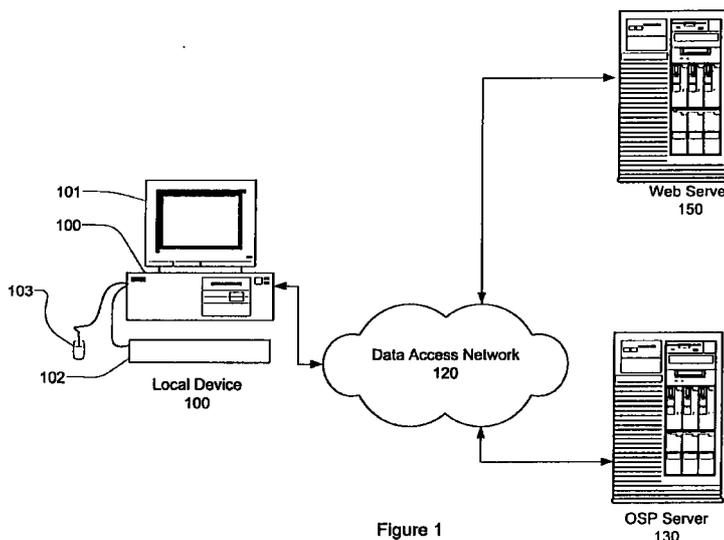 101
100
103
102
Local Device
100
Data Access Network
120
Web Serve
150
OSP Server
130
Figure 1